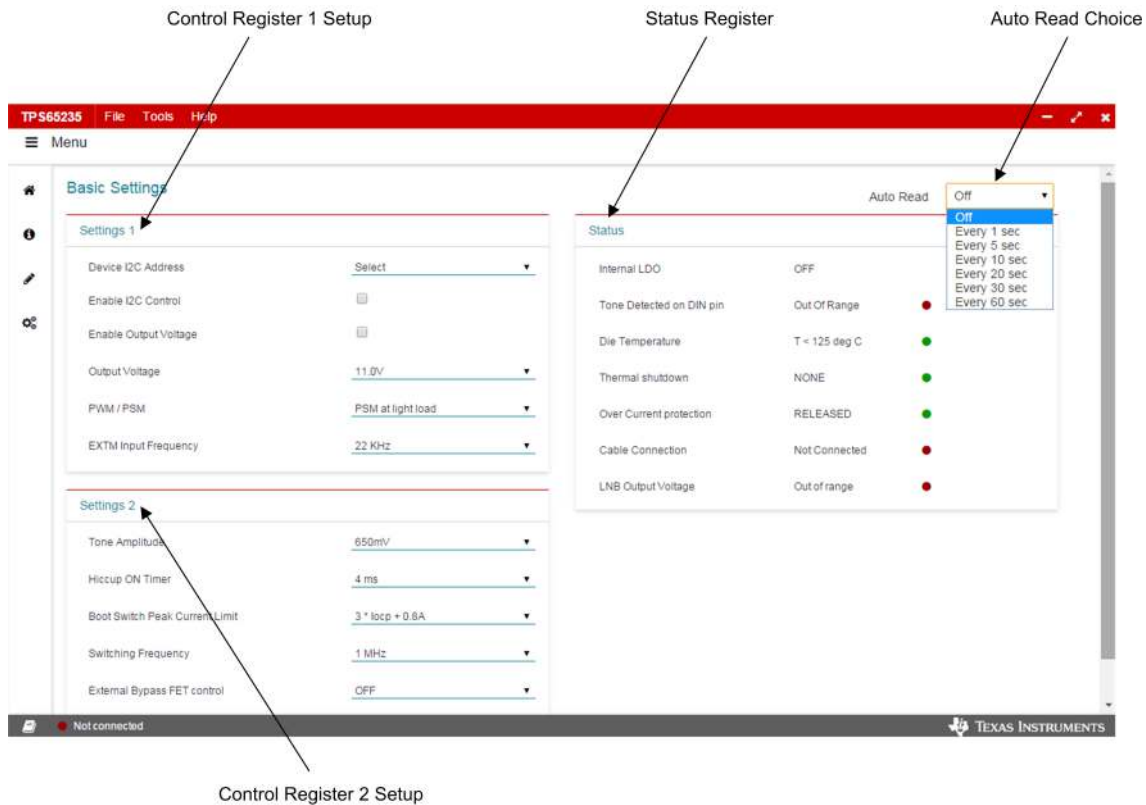 Control Register 1 Setup
Status Register
Auto Read Choice
TPS65235 File Tools Help
Menu
Basic Settings
Auto Read Off
Off
Every 1 sec
Every 5 sec
Every 10 sec
Every 20 sec
Every 30 sec
Every 60 sec
Settings 1
Device I2C Address Select
Enable I2C Control
Enable Output Voltage
Output Voltage 11.0V
PWM / PSM PSM at light load
EXTM Input Frequency 22 KHz
Status
Internal LDO OFF
Tone Detected on DIN pin Out Of Range
Die Temperature T < 125 deg C
Thermal shutdown NONE
Over Current protection RELEASED
Cable Connection Not Connected
LNB Output Voltage Out of range
Settings 2
Tone Amplitude 650mV
Hiccup ON Timer 4 ms
Boot Switch Peak Current Limit 3 * Iocp + 0.8A
Switching Frequency 1 MHz
External Bypass FET control OFF
Not connected
TEXAS INSTRUMENTS
Control Register 2 Setup